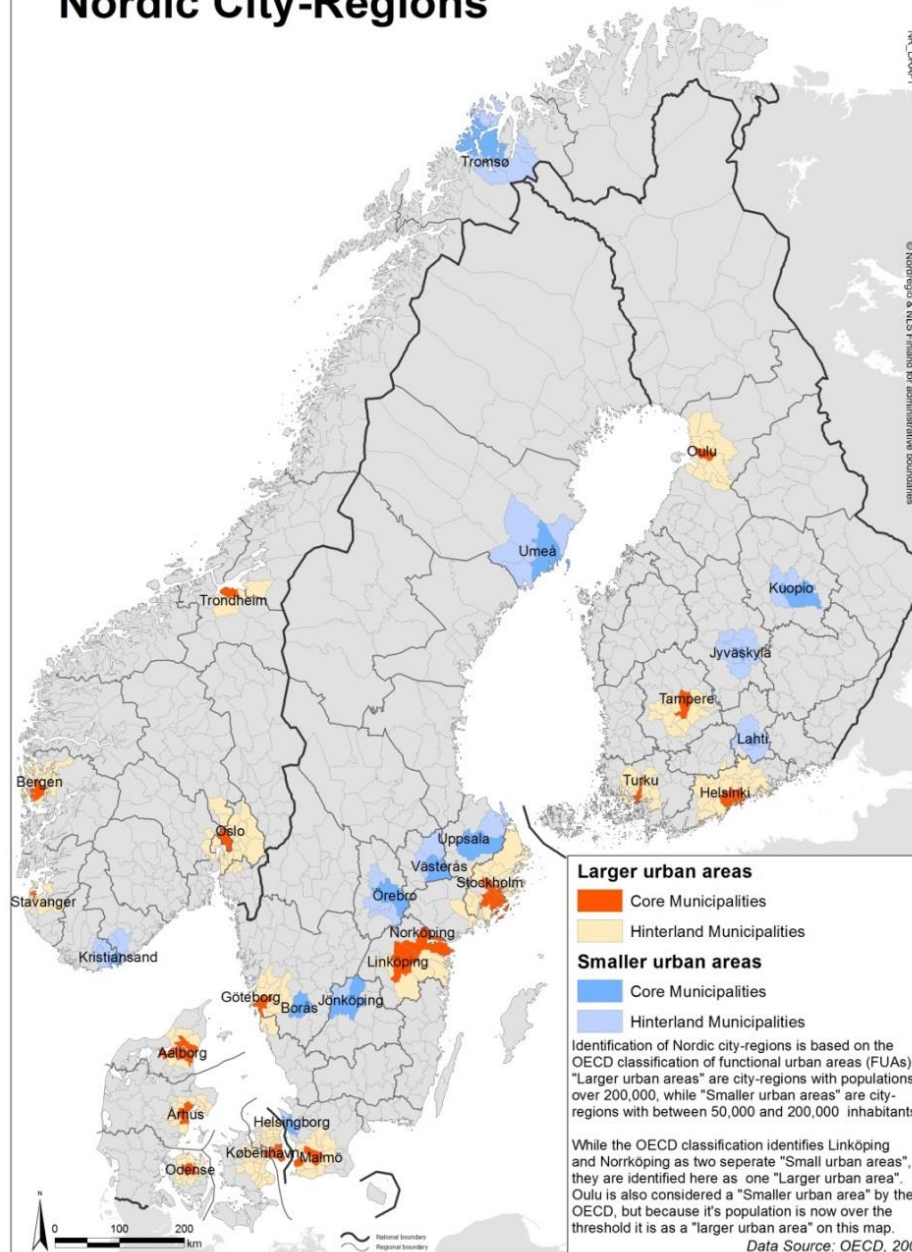 Nordic City-Regions
© Nordregio & NLS Finland for administrative boundaries
Tromsø
Oulu
Umeå
Kuopio
Trondheim
Jyväskylä
Tampere
Lahti
Bergen
Turku
Helsinki
Oslo
Uppsala
Västerås
Stockholm
Örebro
Stavanger
Norköping
Kristiansand
Linköping
Göteborg
Borås
Jönköping
Aalborg
Århus
Helsingborg
København
Malmö
Odense
Larger urban areas
Core Municipalities
Hinterland Municipalities
Smaller urban areas
Core Municipalities
Hinterland Municipalities
Identification of Nordic city-regions is based on the
OECD classification of functional urban areas (FUAs)
"Larger urban areas" are city-regions with populations
over 200,000, while "Smaller urban areas" are city-
regions with between 50,000 and 200,000 inhabitants
While the OECD classification identifies Linköping
and Norrköping as two seperate "Small urban areas",
they are identified here as one "Larger urban area".
Oulu is also considered a "Smaller urban area" by the
OECD, but because it's population is now over the
threshold it is as a "larger urban area" on this map.
Data Source: OECD, 200
N
0 100 200
km
National boundary
Regional boundary